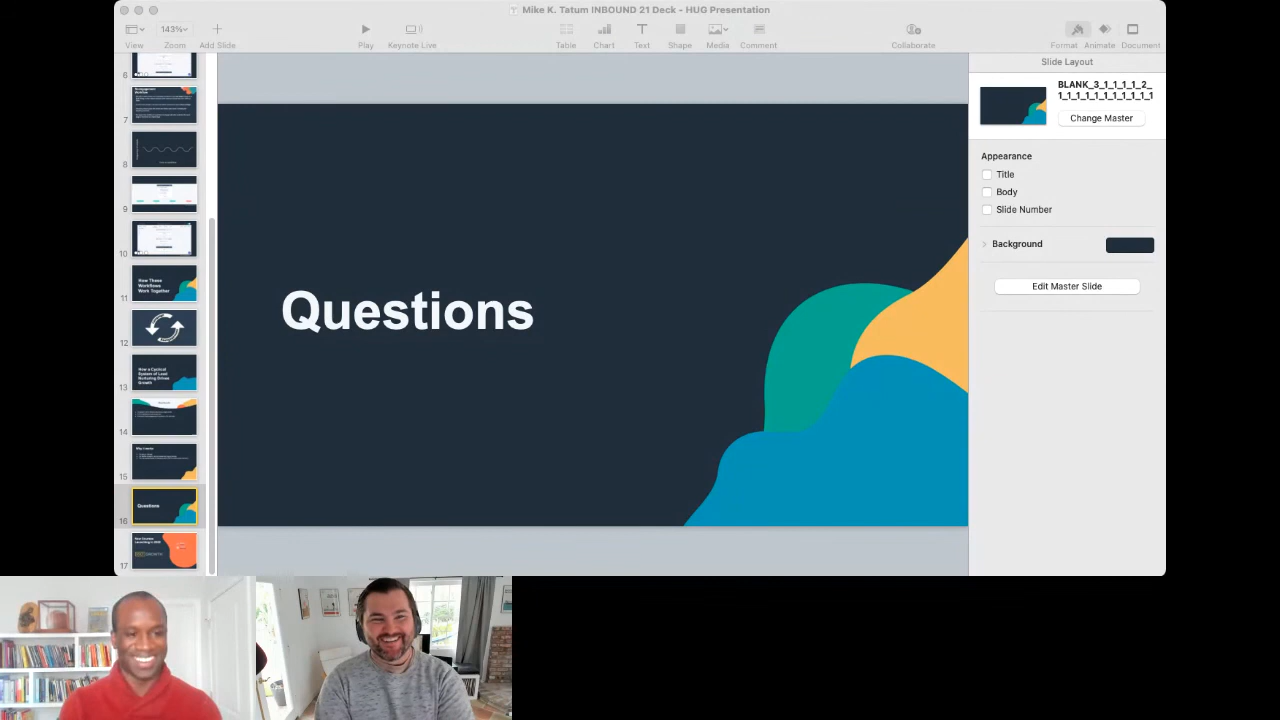 Mike K. Tatum INBOUND 21 Deck - HUG Presentation
143%
View
Zoom
Add Slide
Play
Keynote Live
Table
Chart
Text
Shape
Media
Comment
Collaborate
Format
Animate
Document
6
7
8
9
10
How These
Workflows
Work Together
11
12
How a Cyclical
System of Lead
Nurturing Drives
Growth
13
14
15
Questions
16
17
Questions
Slide Layout
BLANK_3_1_1_1_1_2_
1_1_1_1_1_1_1_1_1_1_1
Change Master
Appearance
Title
Body
Slide Number
Background
Edit Master Slide